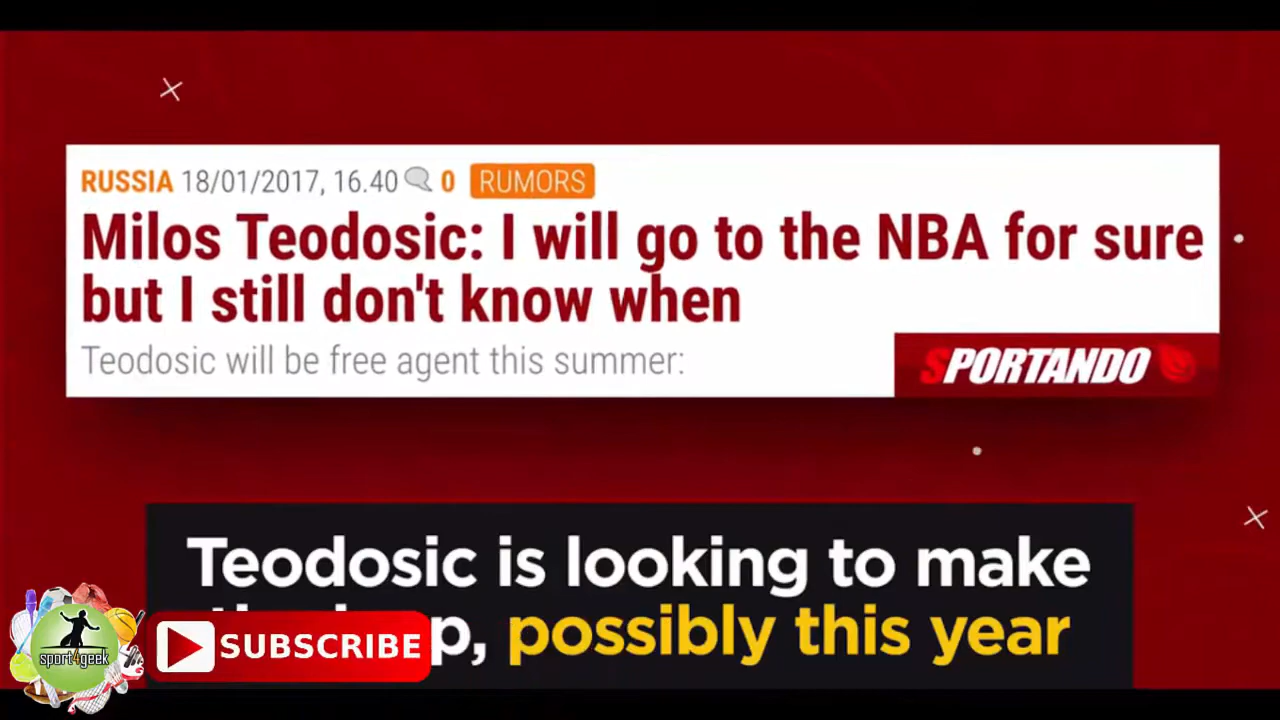 RUSSIA 18/01/2017, 16.40 0 RUMORS
Milos Teodosic: I will go to the NBA for sure
but I still don't know when
Teodosic will be free agent this summer:
SPORTANDO
Teodosic is looking to make
possibly this year
SUBSCRIBE
sport4geek